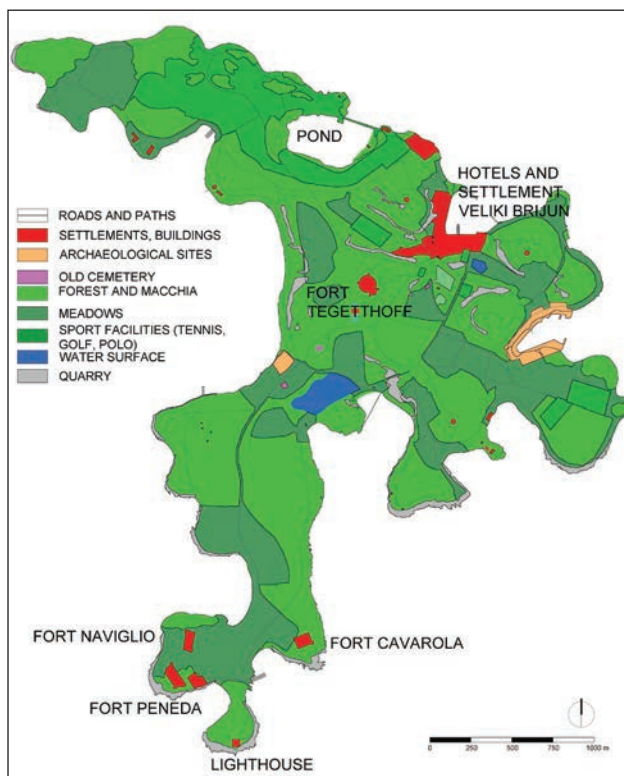 POND
HOTELS AND
SETTLEMENT
VELIKI BRIJUN
ROADS AND PATHS
SETTLEMENTS, BUILDINGS
ARCHAEOLOGICAL SITES
OLD CEMETERY
FOREST AND MACCHIA
MEADOWS
SPORT FACILITIES (TENNIS,
GOLF, POLO)
WATER SURFACE
QUARRY
FORT
TEGETTHOFF
FORT NAVIGLIO
FORT CAVAROLA
FORT PENEDA
LIGHTHOUSE
0 250 500 750 1000 m